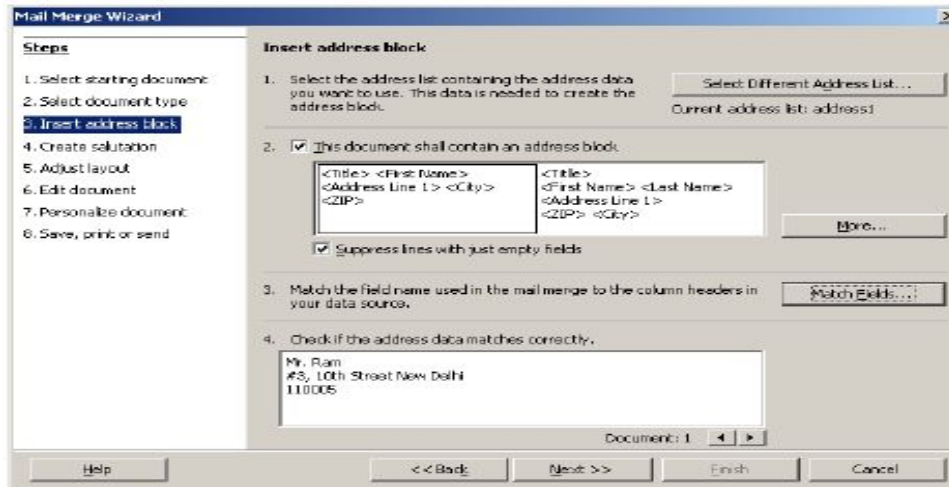 Mail Merge Wizard
Steps
1. Select starting document
2. Select document type
3. Insert address block
4. Create salutation
5. Adjust layout
6. Edit document
7. Personalize document
8. Save, print or send
Insert address block
1. Select the address list containing the address data
you want to use. This data is needed to create the
address block.
Select Different Address List...
Current address list: address1
2. This document shall contain an address block
<Title> <First Name>
<Address Line 1> <City>
<ZIP>
<Title>
<First Name> <Last Name>
<Address Line 1>
<ZIP> <City>
More...
Suppress lines with just empty fields
3. Match the field name used in the mail merge to the column headers in
your data source.
Match Fields...
4. Check if the address data matches correctly.
Mr. Ram
#3, 10th Street New Delhi
110005
Document: 1
Help
<<Back
Next >>
Finish
Cancel